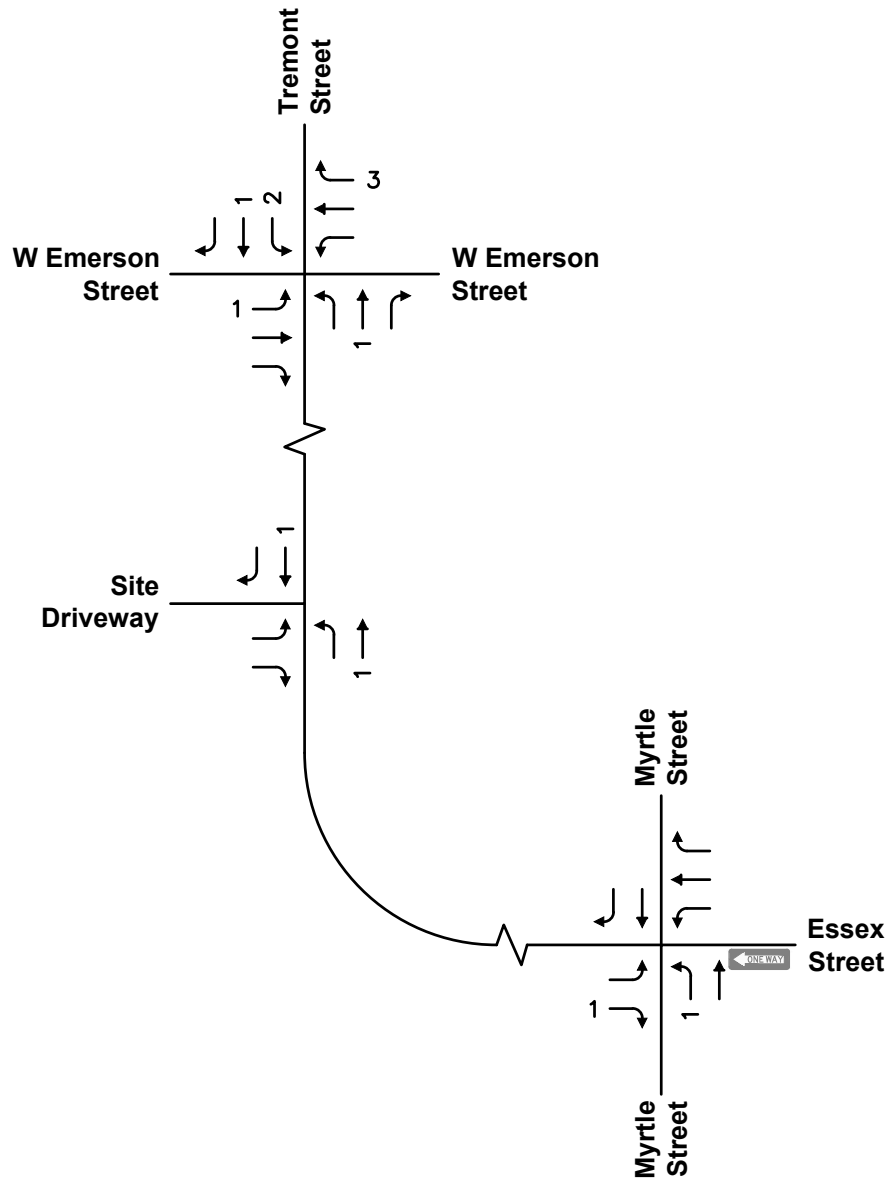 Tremont
Street
1
2
3
W Emerson
Street
W Emerson
Street
1
1
1
Site
Driveway
1
Myrtle
Street
Essex
Street
ONE WAY
1
1
Myrtle
Street